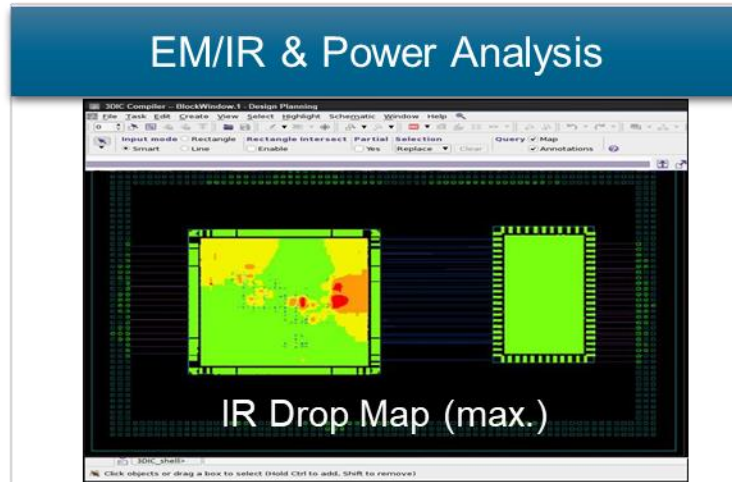 EM/IR & Power Analysis
3DIC Compiler - BlockWindow.1 - Design Planning
File Task Edit Create View Select Highlight Schematic Window Help
0
Input mode Rectangle Rectangle Intersect Partial Selection Query Map
Smart Line Enable Yes Replace Clear Annotations
IR Drop Map (max.)
3DIC_shell>
Click objects or drag a box to select (Hold Ctrl to add, Shift to remove)